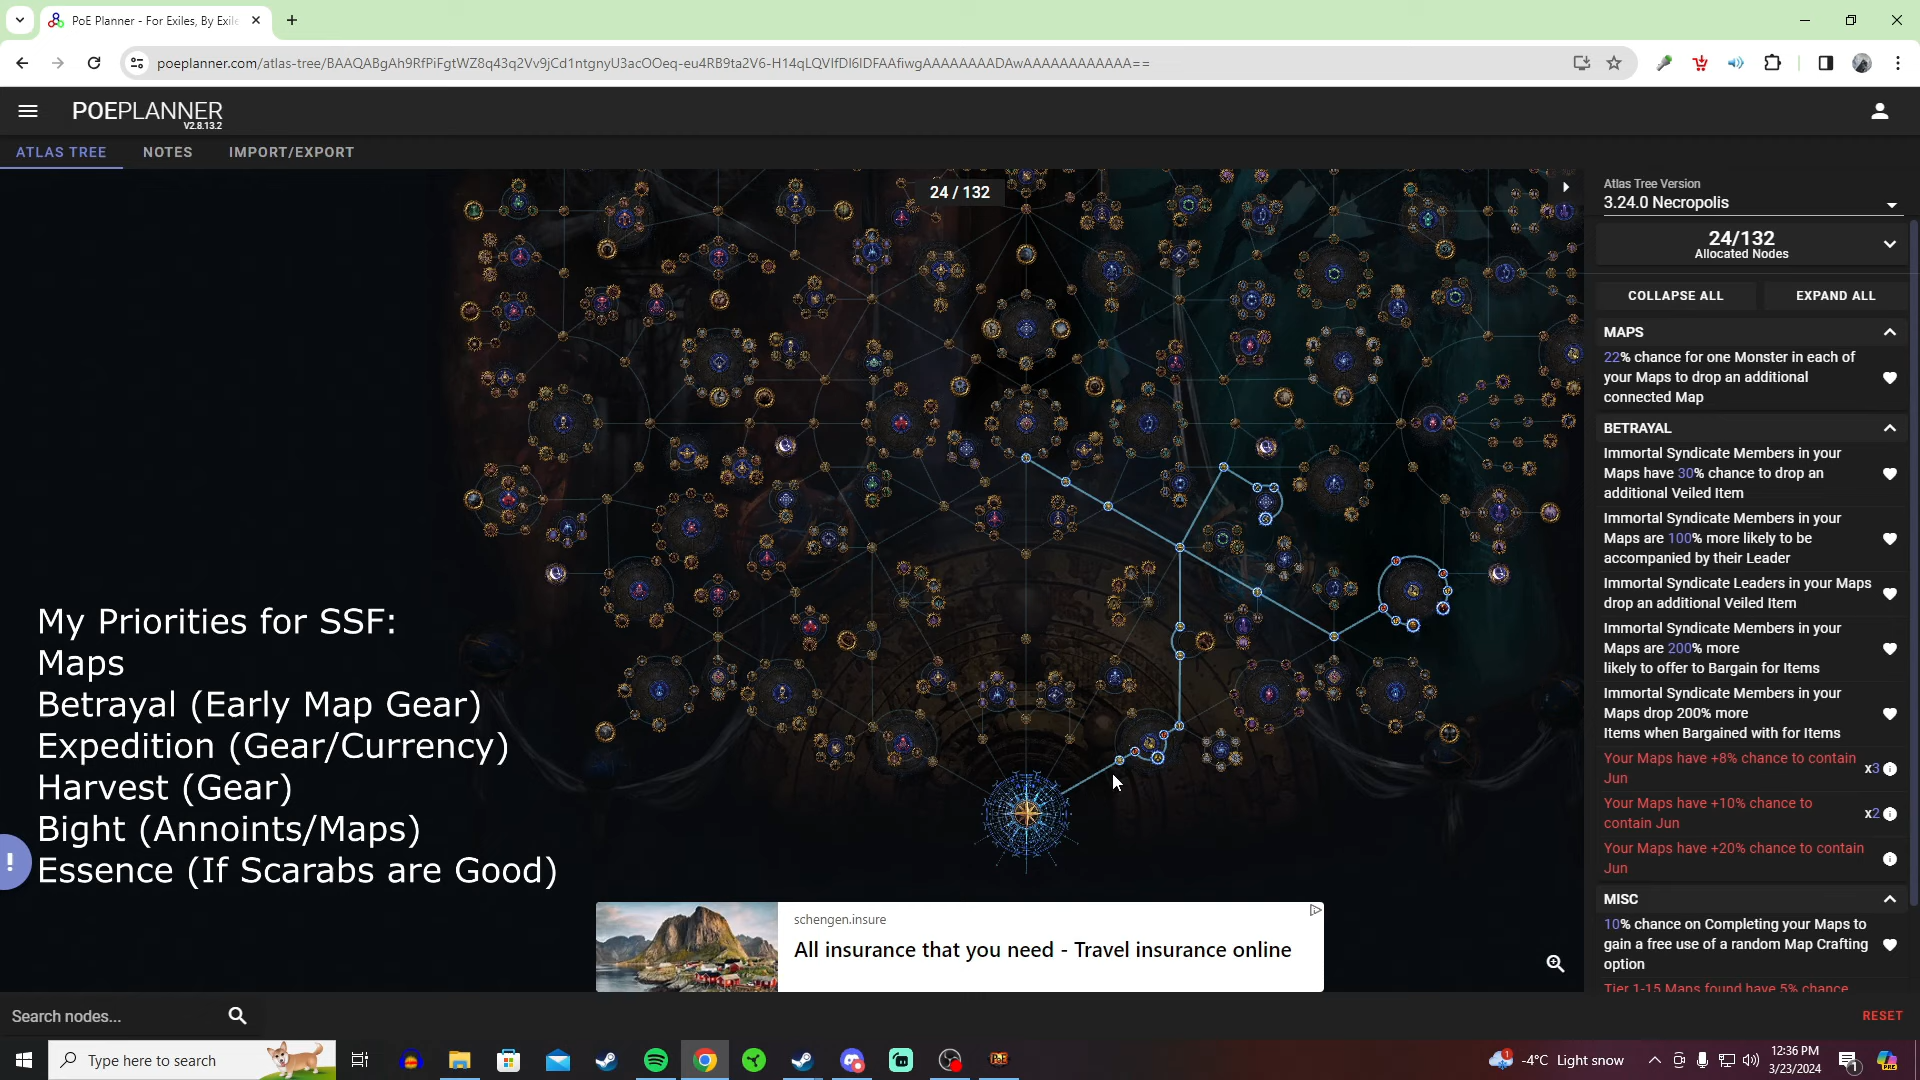 PoE Planner - For Exiles, By Exile
poeplanner.com/atlas-tree/BAAQABgAh9RfPiFgtWZ8q43q2Vv9jCd1ntgnyU3acOOeq-eu4RB9ta2V6-H14qLQVIfDI6IDFAAfiwgAAAAAAAADAwAAAAAAAAAAAA==
POEPLANNER
V2.8.13.2
ATLAS TREE
NOTES
IMPORT/EXPORT
24 / 132
Atlas Tree Version
3.24.0 Necropolis
24/132
Allocated Nodes
COLLAPSE ALL
EXPAND ALL
MAPS
22% chance for one Monster in each of
your Maps to drop an additional
connected Map
BETRAYAL
Immortal Syndicate Members in your
Maps have 30% chance to drop an
additional Veiled Item
Immortal Syndicate Members in your
Maps are 100% more likely to be
accompanied by their Leader
Immortal Syndicate Leaders in your Maps
drop an additional Veiled Item
Immortal Syndicate Members in your
Maps are 200% more
likely to offer to Bargain for Items
Immortal Syndicate Members in your
Maps drop 200% more
Items when Bargained with for Items
Your Maps have +8% chance to contain
Jun
x3
Your Maps have +10% chance to
contain Jun
x2
Your Maps have +20% chance to contain
Jun
MISC
10% chance on Completing your Maps to
gain a free use of a random Map Crafting
option
Tier 1-15 Maps found have 5% chance
My Priorities for SSF:
Maps
Betrayal (Early Map Gear)
Expedition (Gear/Currency)
Harvest (Gear)
Bight (Annoints/Maps)
Essence (If Scarabs are Good)
!
schengen.insure
All insurance that you need - Travel insurance online
Search nodes...
RESET
Type here to search
-4°C Light snow
12:36 PM
3/23/2024
1